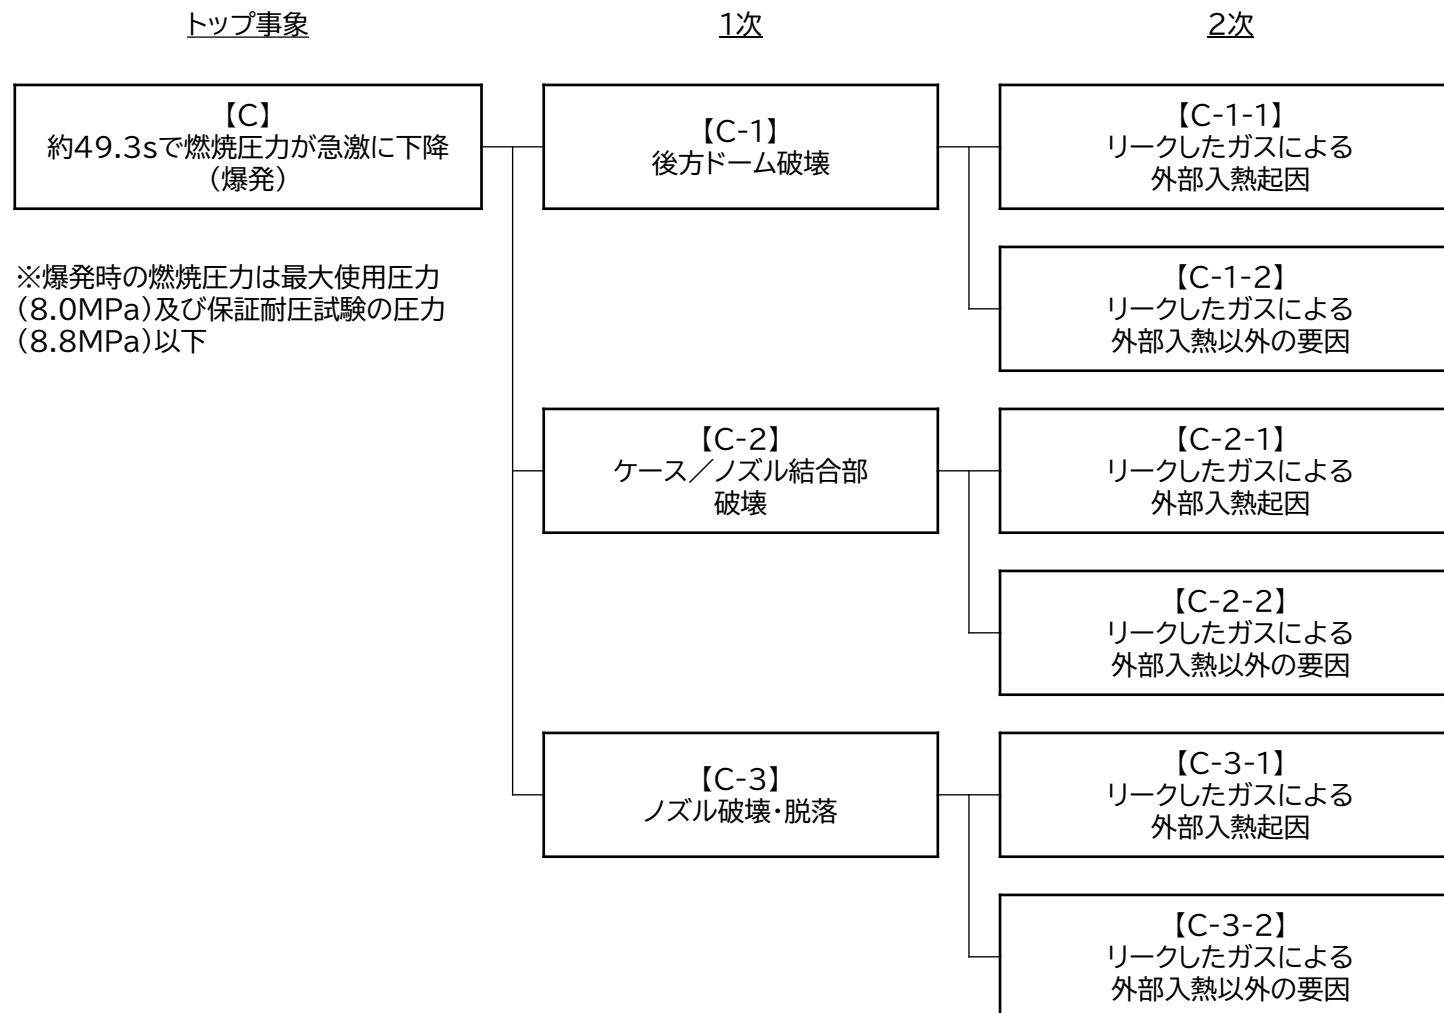 トップ事象
1次
2次
【C】
約49.3sで燃焼圧力が急激に下降
（爆発）
※爆発時の燃焼圧力は最大使用圧力
（8.0MPa）及び保証耐圧試験の圧力
（8.8MPa）以下
【C-1】
後方ドーム破壊
【C-1-1】
リークしたガスによる
外部入熱起因
【C-1-2】
リークしたガスによる
外部入熱以外の要因
【C-2】
ケース／ノズル結合部
破壊
【C-2-1】
リークしたガスによる
外部入熱起因
【C-2-2】
リークしたガスによる
外部入熱以外の要因
【C-3】
ノズル破壊・脱落
【C-3-1】
リークしたガスによる
外部入熱起因
【C-3-2】
リークしたガスによる
外部入熱以外の要因